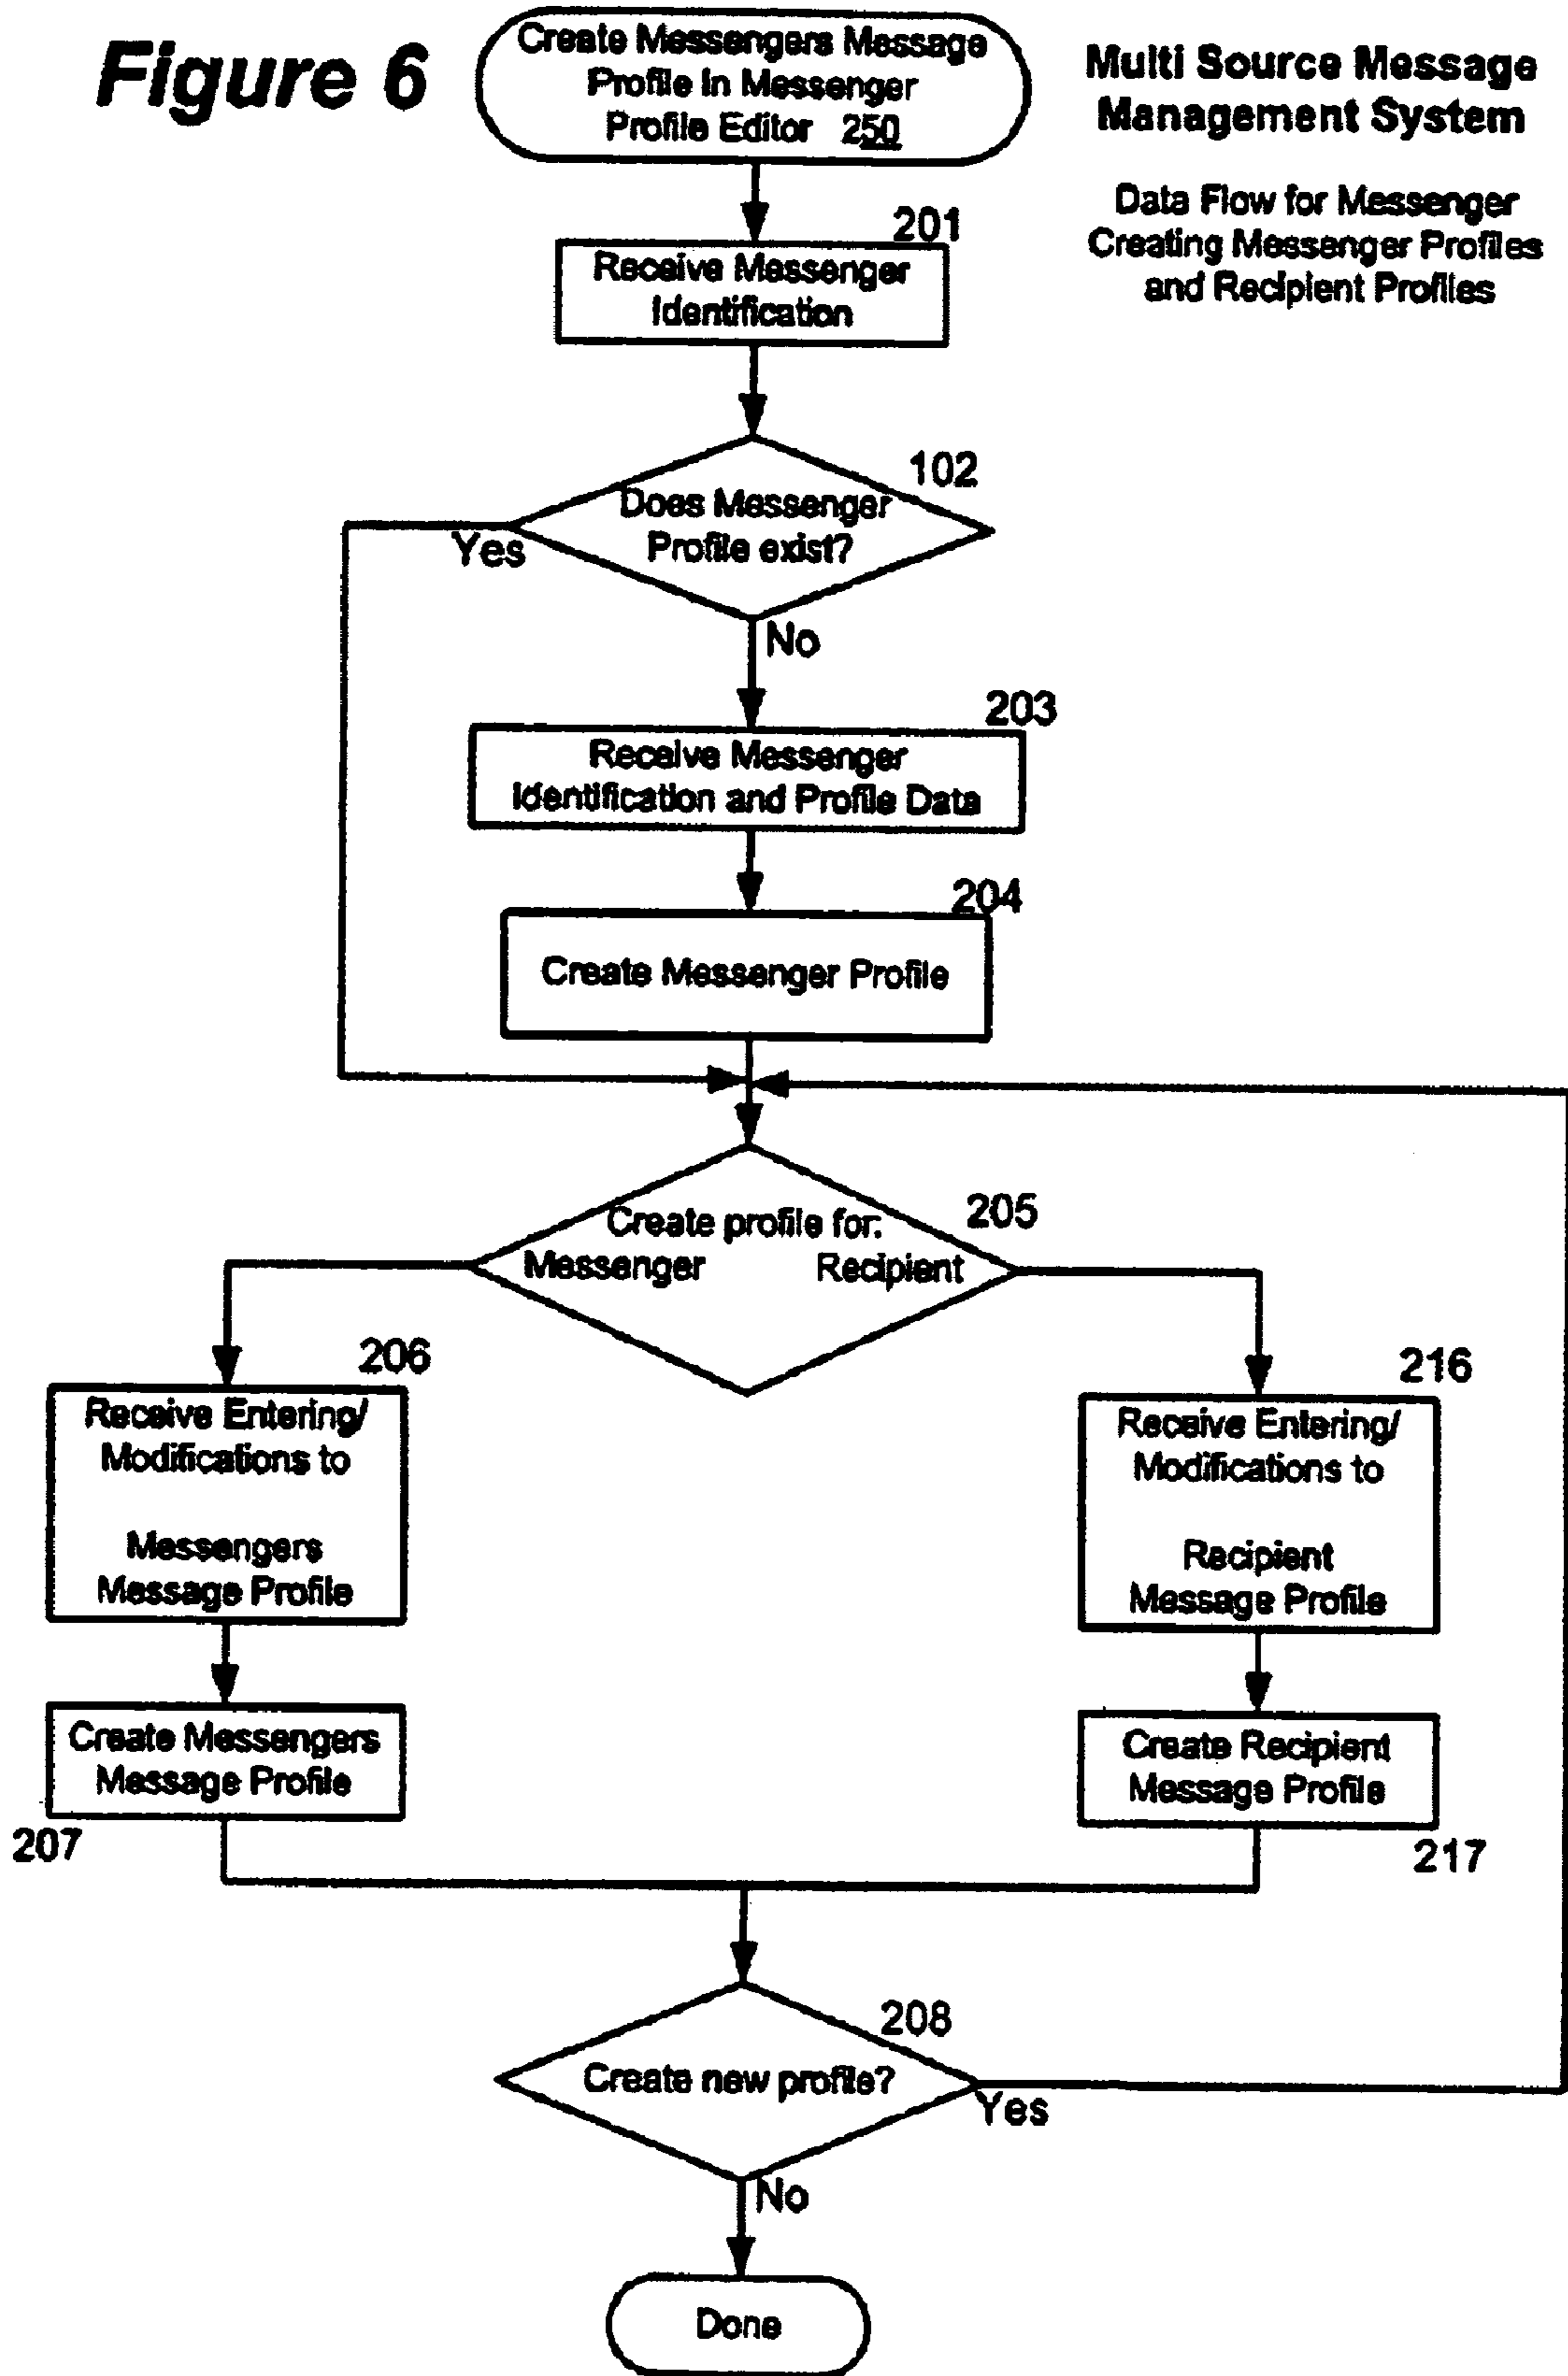 Figure 6
Create Messengers Message
Profile In Messenger
Profile Editor 250
Multi Source Message
Management System
Data Flow for Messenger
Creating Messenger Profiles
and Recipient Profiles
201
Receive Messenger
Identification
102
Does Messenger
Profile exist?
Yes
No
203
Receive Messenger
Identification and Profile Data
204
Create Messenger Profile
205
Create profile for:
Messenger Recipient
206
Receive Entering/
Modifications to
Messengers
Message Profile
216
Receive Entering/
Modifications to
Recipient
Message Profile
Create Messengers
Message Profile
207
Create Recipient
Message Profile
217
208
Create new profile?
Yes
No
Done